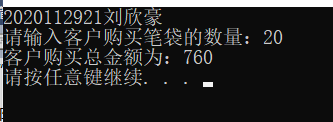 2020112921刘欣豪
请输入客户购买笔袋的数量：20
客户购买总金额为：760
请按任意键继续. . .